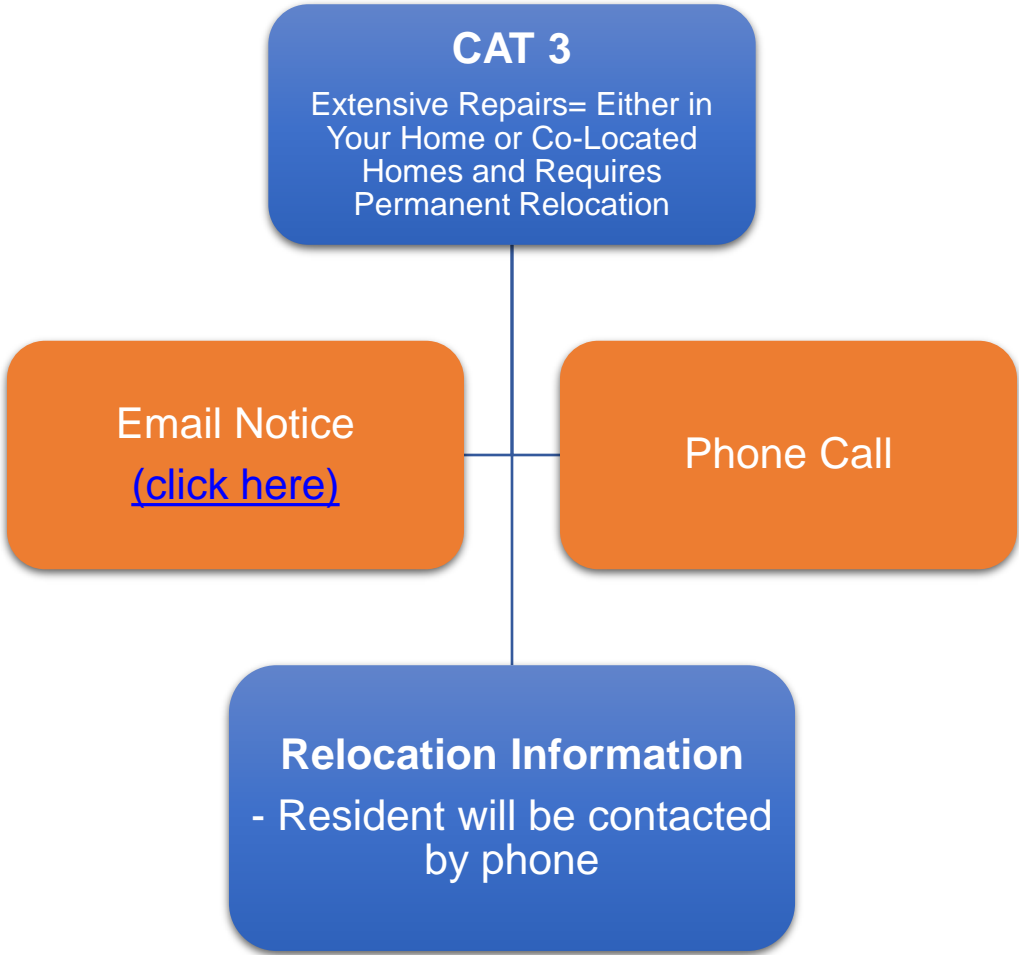 CAT 3
Extensive Repairs= Either in
Your Home or Co-Located
Homes and Requires
Permanent Relocation
Email Notice
(click here)
Phone Call
Relocation Information
- Resident will be contacted
by phone